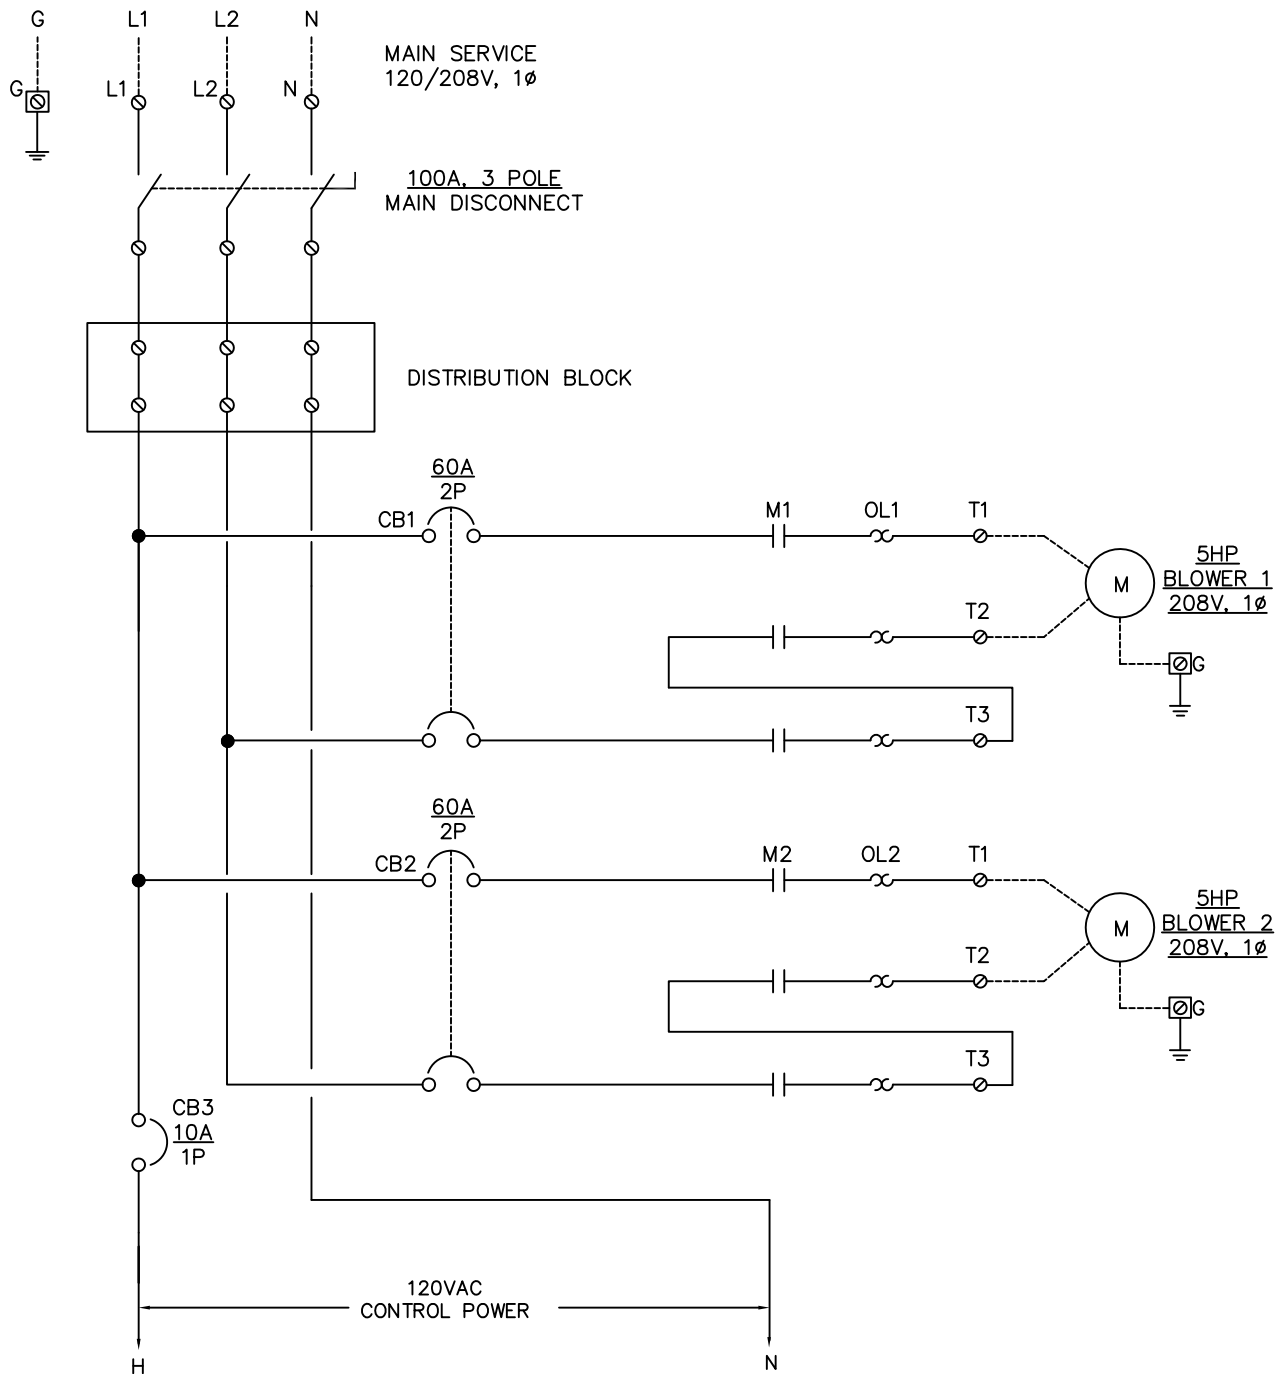 G L1 L2 N
MAIN SERVICE
120/208V, 1ø
G L1 L2 N
100A, 3 POLE
MAIN DISCONNECT
DISTRIBUTION BLOCK
60A
2P
CB1 M1 OL1 T1
5HP
BLOWER 1
208V, 1ø
M
T2
G
T3
60A
2P
CB2 M2 OL2 T1
5HP
BLOWER 2
208V, 1ø
M
T2
G
T3
CB3
10A
1P
120VAC
CONTROL POWER
H N